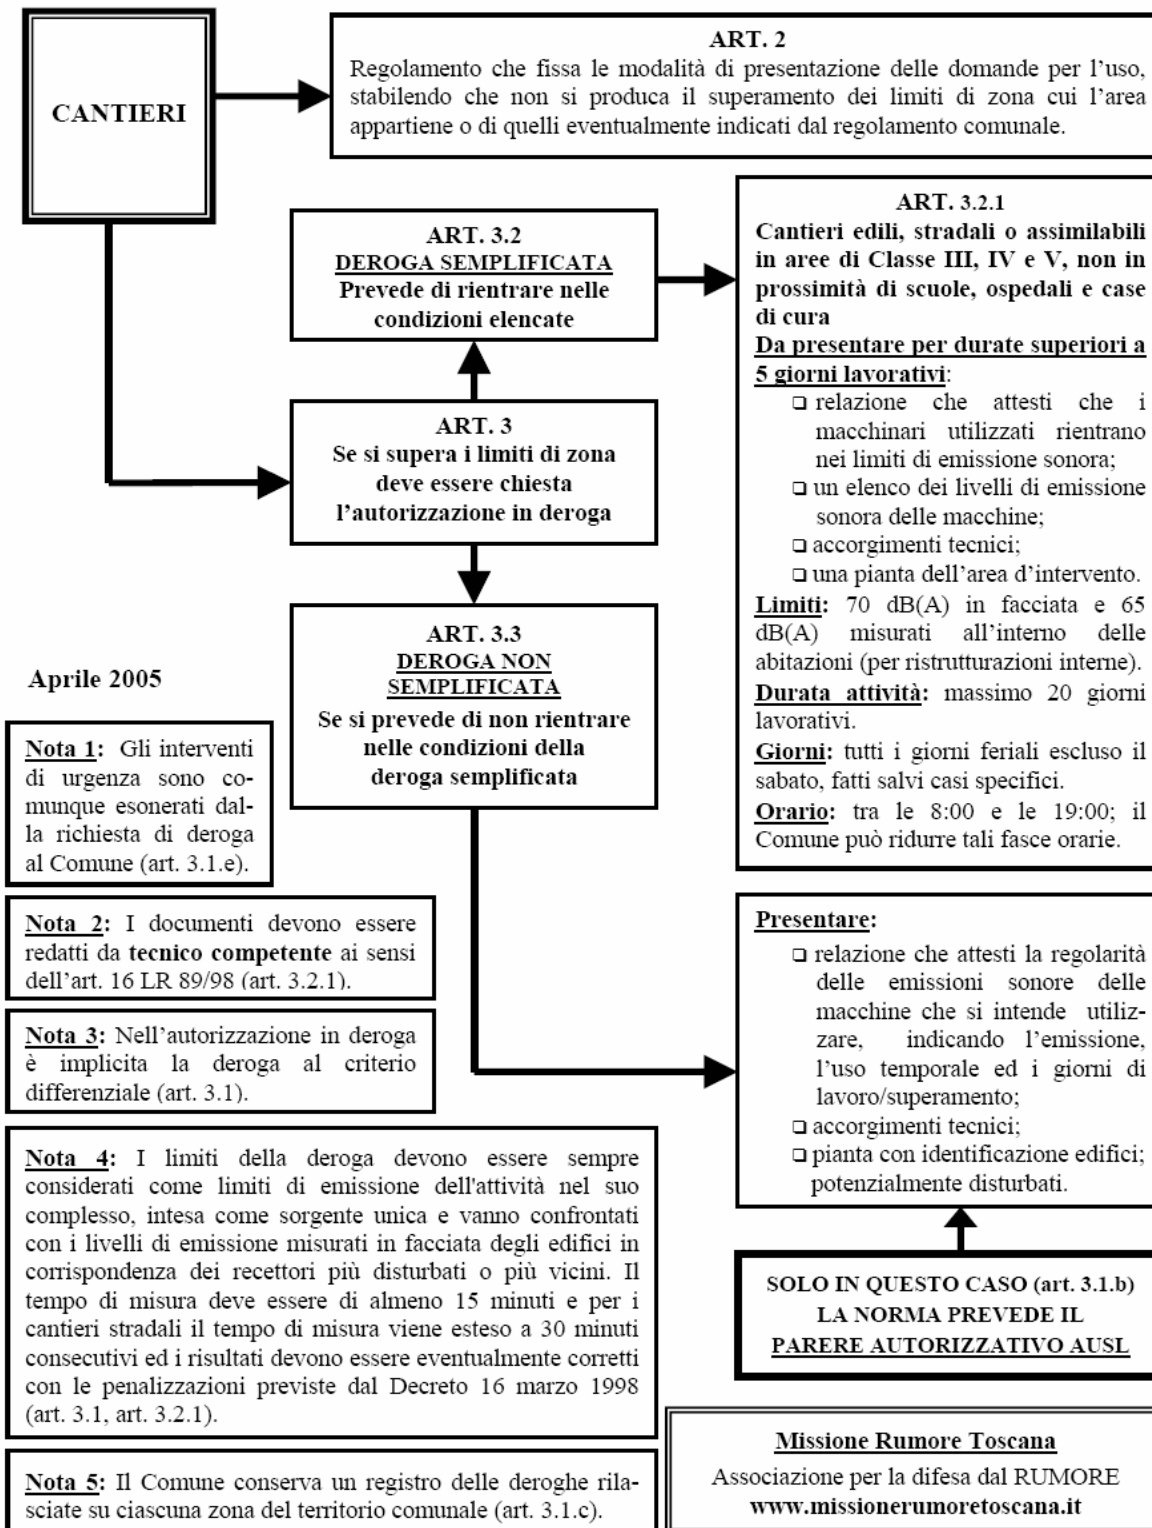 CANTIERI
ART. 2
Regolamento che fissa le modalità di presentazione delle domande per l'uso,
stabilendo che non si produca il superamento dei limiti di zona cui l'area
appartiene o di quelli eventualmente indicati dal regolamento comunale.
ART. 3.2
DEROGA SEMPLIFICATA
Prevede di rientrare nelle
condizioni elencate
ART. 3.2.1
Cantieri edili, stradali o assimilabili
in aree di Classe III, IV e V, non in
prossimità di scuole, ospedali e case
di cura
Da presentare per durate superiori a
5 giorni lavorativi:
❑ relazione che attesti che i
macchinari utilizzati rientrano
nei limiti di emissione sonora;
❑ un elenco dei livelli di emissione
sonora delle macchine;
❑ accorgimenti tecnici;
❑ una pianta dell'area d'intervento.
Limiti: 70 dB(A) in facciata e 65
dB(A) misurati all'interno delle
abitazioni (per ristrutturazioni interne).
Durata attività: massimo 20 giorni
lavorativi.
Giorni: tutti i giorni feriali escluso il
sabato, fatti salvi casi specifici.
Orario: tra le 8:00 e le 19:00; il
Comune può ridurre tali fasce orarie.
ART. 3
Se si supera i limiti di zona
deve essere chiesta
l'autorizzazione in deroga
ART. 3.3
DEROGA NON
SEMPLIFICATA
Se si prevede di non rientrare
nelle condizioni della
deroga semplificata
Aprile 2005
Nota 1: Gli interventi
di urgenza sono co-
munque esonerati dal-
la richiesta di deroga
al Comune (art. 3.1.e).
Nota 2: I documenti devono essere
redatti da tecnico competente ai sensi
dell'art. 16 LR 89/98 (art. 3.2.1).
Nota 3: Nell'autorizzazione in deroga
è implicita la deroga al criterio
differenziale (art. 3.1).
Nota 4: I limiti della deroga devono essere sempre
considerati come limiti di emissione dell'attività nel suo
complesso, intesa come sorgente unica e vanno confrontati
con i livelli di emissione misurati in facciata degli edifici in
corrispondenza dei recettori più disturbati o più vicini. Il
tempo di misura deve essere di almeno 15 minuti e per i
cantieri stradali il tempo di misura viene esteso a 30 minuti
consecutivi ed i risultati devono essere eventualmente corretti
con le penalizzazioni previste dal Decreto 16 marzo 1998
(art. 3.1, art. 3.2.1).
Nota 5: Il Comune conserva un registro delle deroghe rila-
sciate su ciascuna zona del territorio comunale (art. 3.1.c).
Presentare:
❑ relazione che attesti la regolarità
delle emissioni sonore delle
macchine che si intende utiliz-
zare, indicando l'emissione,
l'uso temporale ed i giorni di
lavoro/superamento;
❑ accorgimenti tecnici;
❑ pianta con identificazione edifici;
potenzialmente disturbati.
SOLO IN QUESTO CASO (art. 3.1.b)
LA NORMA PREVEDE IL
PARERE AUTORIZZATIVO AUSL
Missione Rumore Toscana
Associazione per la difesa dal RUMORE
www.missionerumoretoscana.it